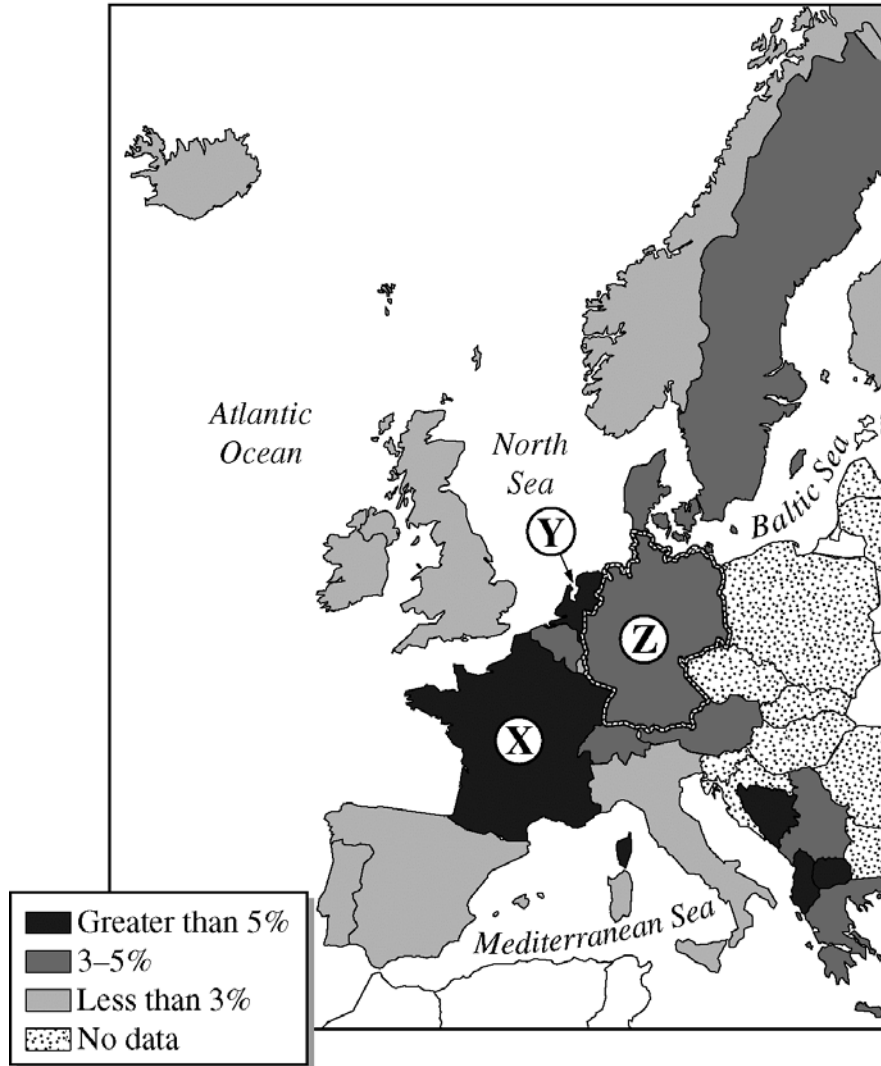 Atlantic
Ocean
North
Sea
Baltic Sea
Y
Z
X
Mediterranean Sea
Greater than 5%
3–5%
Less than 3%
No data